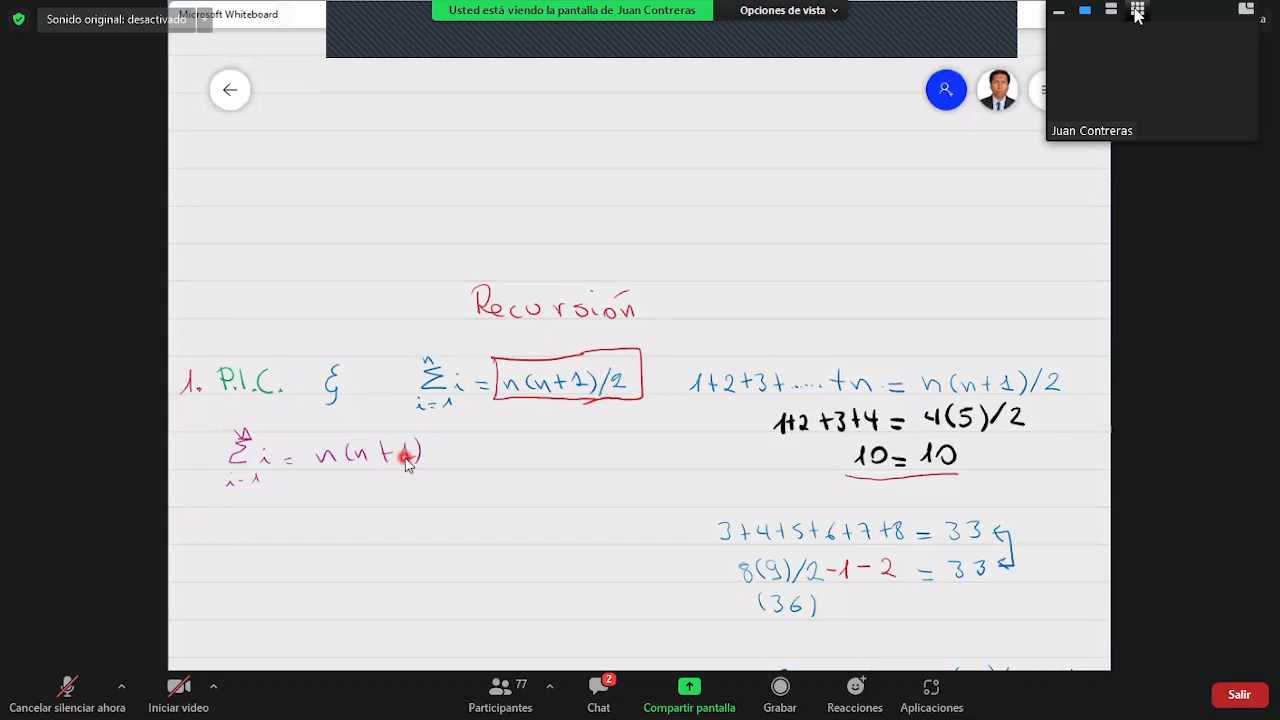 Sonido original: desactivado
Microsoft Whiteboard
Usted está viendo la pantalla de Juan Contreras
Opciones de vista
Juan Contreras
Recursión
1. P.I.C. & n∑i=1 i = n(n+1)/2
1+2+3+.....+n = n(n+1)/2
1+2+3+4 = 4(5)/2
10 = 10
n∑i=1 i = n(n+1)
3+4+5+6+7+8 = 33
8(9)/2-1-2 = 33
(36)
Cancelar silenciar ahora
Iniciar video
77
Participantes
2
Chat
Compartir pantalla
Grabar
Reacciones
Aplicaciones
Salir